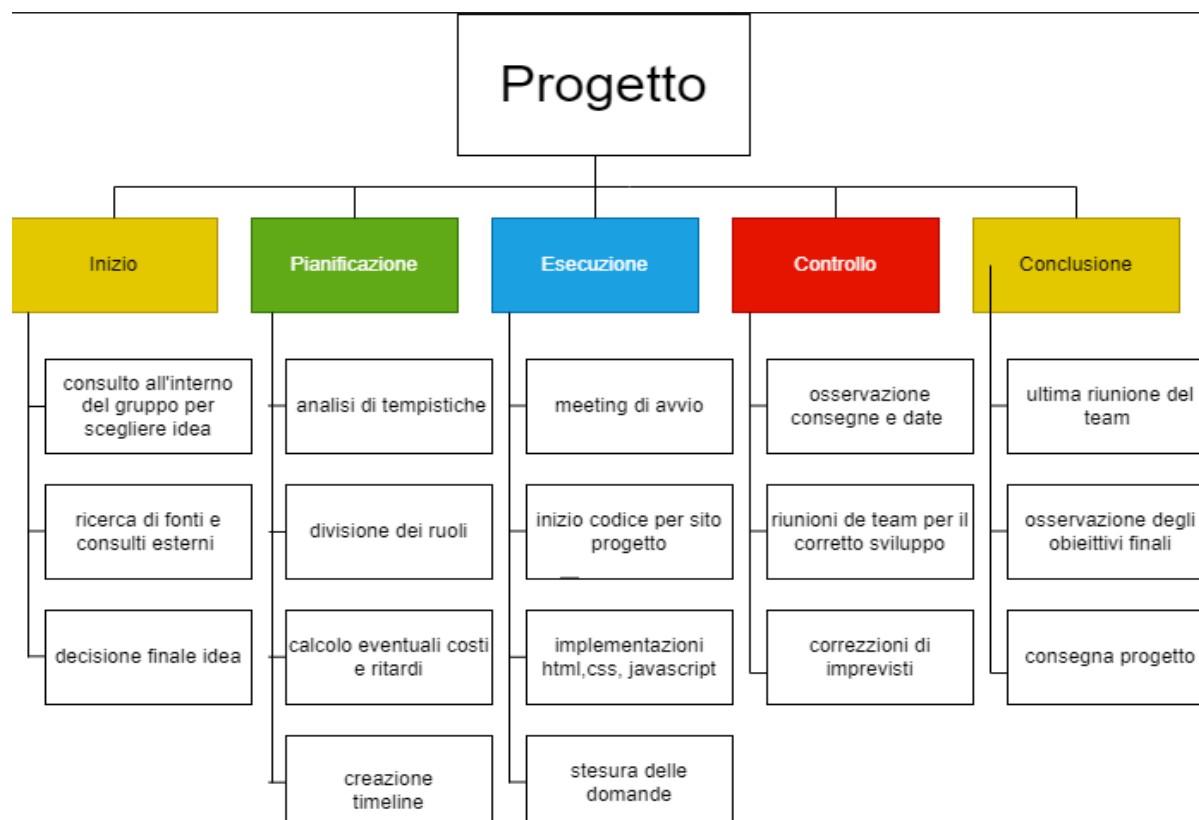 Progetto
Inizio
Pianificazione
Esecuzione
Controllo
Conclusione
consulto all'interno
del gruppo per
scegliere idea
ricerca di fonti e
consulti esterni
decisione finale idea
analisi di tempistiche
divisione dei ruoli
calcolo eventuali costi
e ritardi
creazione
timeline
meeting di avvio
inizio codice per sito
progetto
implementazioni
html,css, javascript
stesura delle
domande
osservazione
consegne e date
riunioni de team per il
corretto sviluppo
correzzioni di
imprevisti
ultima riunione del
team
osservazione degli
obieittivi finali
consegna progetto